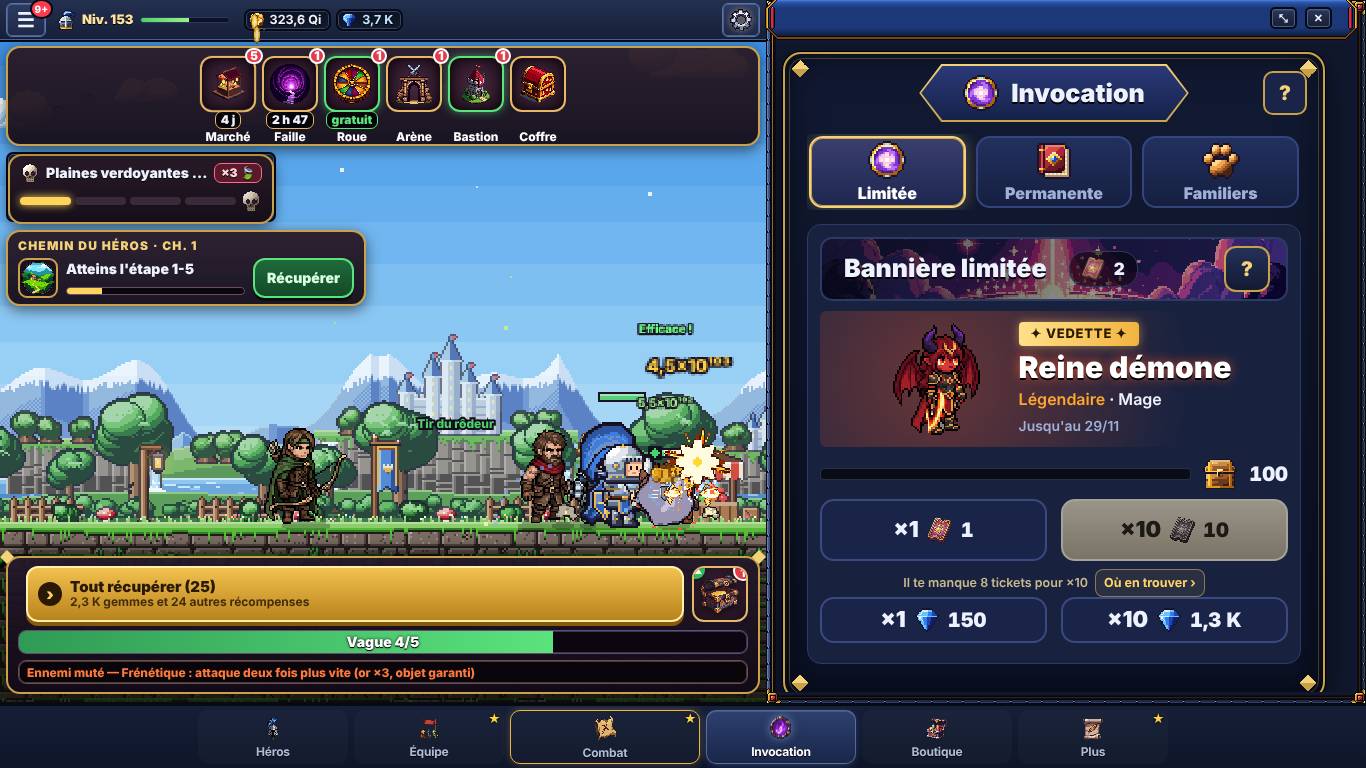 9+
Niv. 153
323,6 Qi
3,7 K
5
1
1
1
1
4 j
2 h 47
gratuit
Marché
Faille
Roue
Arène
Bastion
Coffre
Plaines verdoyantes ...
×3
CHEMIN DU HÉROS · CH. 1
Atteins l'étape 1-5
Récupérer
Efficace !
Tir du rôdeur
Tout récupérer (25)
2,3 K gemmes et 24 autres récompenses
Vague 4/5
Ennemi muté — Frénétique : attaque deux fois plus vite (or ×3, objet garanti)
Invocation
?
Limitée
Permanente
Familiers
Bannière limitée
2
?
✦ VEDETTE ✦
Reine démone
Légendaire · Mage
Jusqu'au 29/11
100
×1 1
×10 10
Il te manque 8 tickets pour ×10
Où en trouver ›
×1 150
×10 1,3 K
Héros
Équipe
Combat
Invocation
Boutique
Plus